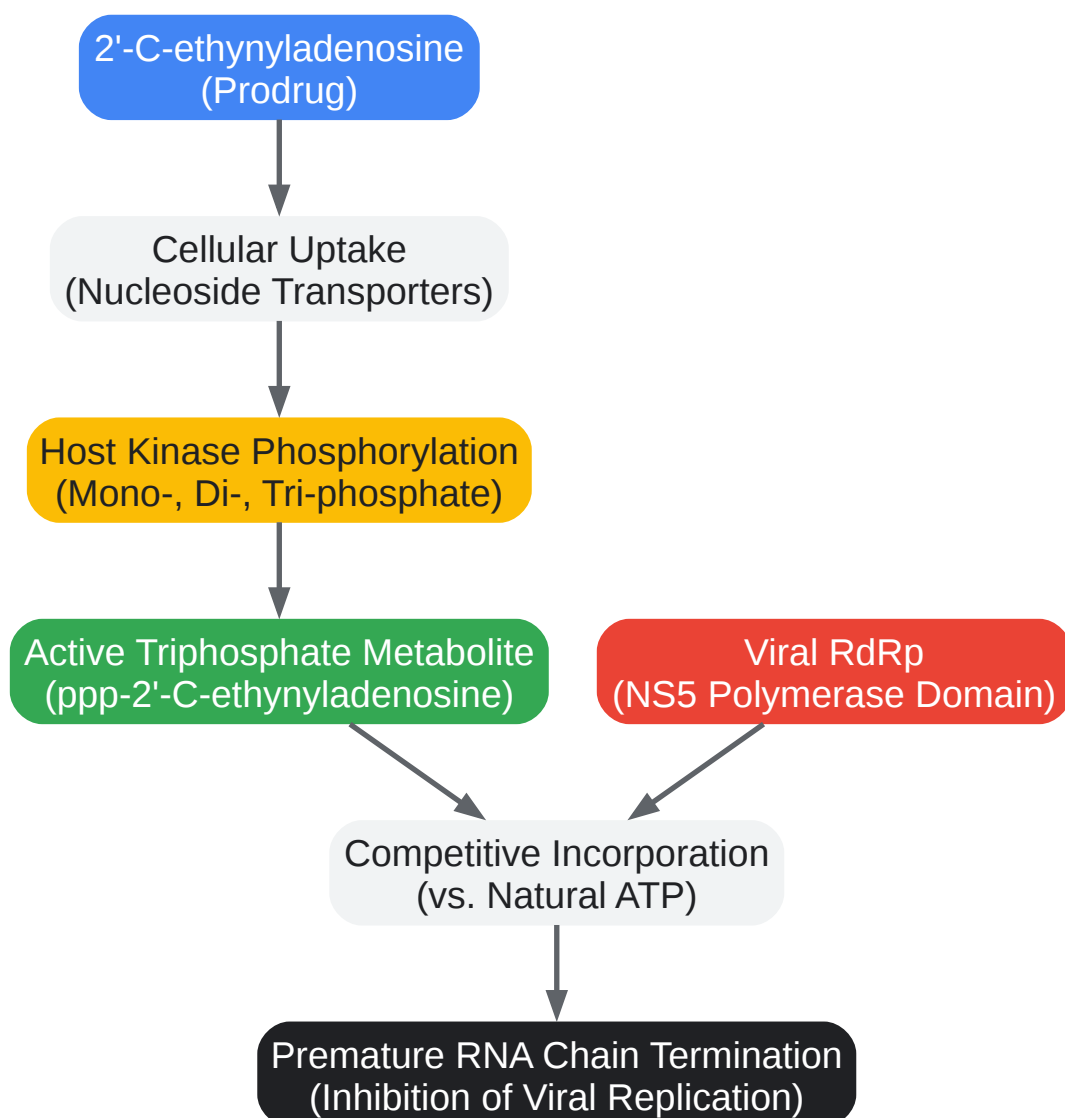 2'-C-ethynyladenosine
(Prodrug)
Cellular Uptake
(Nucleoside Transporters)
Host Kinase Phosphorylation
(Mono-, Di-, Tri-phosphate)
Active Triphosphate Metabolite
(ppp-2'-C-ethynyladenosine)
Viral RdRp
(NS5 Polymerase Domain)
Competitive Incorporation
(vs. Natural ATP)
Premature RNA Chain Termination
(Inhibition of Viral Replication)